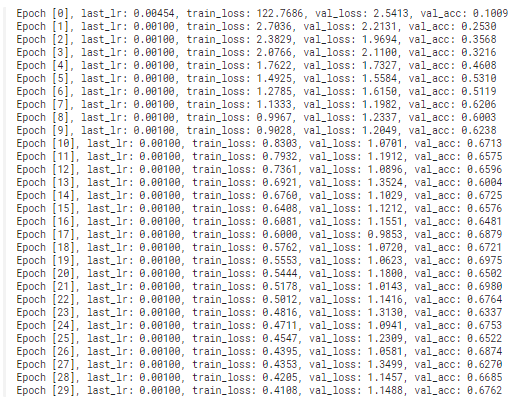 Epoch [0], last_lr: 0.00454, train_loss: 122.7686, val_loss: 2.5413, val_acc: 0.1009
Epoch [1], last_lr: 0.00100, train_loss: 2.7036, val_loss: 2.2131, val_acc: 0.2530
Epoch [2], last_lr: 0.00100, train_loss: 2.3829, val_loss: 1.9694, val_acc: 0.3568
Epoch [3], last_lr: 0.00100, train_loss: 2.0766, val_loss: 2.1100, val_acc: 0.3216
Epoch [4], last_lr: 0.00100, train_loss: 1.7622, val_loss: 1.7327, val_acc: 0.4608
Epoch [5], last_lr: 0.00100, train_loss: 1.4925, val_loss: 1.5584, val_acc: 0.5310
Epoch [6], last_lr: 0.00100, train_loss: 1.2785, val_loss: 1.6150, val_acc: 0.5119
Epoch [7], last_lr: 0.00100, train_loss: 1.1333, val_loss: 1.1982, val_acc: 0.6206
Epoch [8], last_lr: 0.00100, train_loss: 0.9967, val_loss: 1.2337, val_acc: 0.6003
Epoch [9], last_lr: 0.00100, train_loss: 0.9028, val_loss: 1.2049, val_acc: 0.6238
Epoch [10], last_lr: 0.00100, train_loss: 0.8303, val_loss: 1.0701, val_acc: 0.6713
Epoch [11], last_lr: 0.00100, train_loss: 0.7932, val_loss: 1.1912, val_acc: 0.6575
Epoch [12], last_lr: 0.00100, train_loss: 0.7361, val_loss: 1.0896, val_acc: 0.6596
Epoch [13], last_lr: 0.00100, train_loss: 0.6921, val_loss: 1.3524, val_acc: 0.6004
Epoch [14], last_lr: 0.00100, train_loss: 0.6760, val_loss: 1.1029, val_acc: 0.6725
Epoch [15], last_lr: 0.00100, train_loss: 0.6408, val_loss: 1.1212, val_acc: 0.6576
Epoch [16], last_lr: 0.00100, train_loss: 0.6081, val_loss: 1.1551, val_acc: 0.6481
Epoch [17], last_lr: 0.00100, train_loss: 0.6000, val_loss: 0.9853, val_acc: 0.6879
Epoch [18], last_lr: 0.00100, train_loss: 0.5762, val_loss: 1.0720, val_acc: 0.6721
Epoch [19], last_lr: 0.00100, train_loss: 0.5553, val_loss: 1.0623, val_acc: 0.6975
Epoch [20], last_lr: 0.00100, train_loss: 0.5444, val_loss: 1.1800, val_acc: 0.6502
Epoch [21], last_lr: 0.00100, train_loss: 0.5178, val_loss: 1.0143, val_acc: 0.6980
Epoch [22], last_lr: 0.00100, train_loss: 0.5012, val_loss: 1.1416, val_acc: 0.6764
Epoch [23], last_lr: 0.00100, train_loss: 0.4816, val_loss: 1.3130, val_acc: 0.6337
Epoch [24], last_lr: 0.00100, train_loss: 0.4711, val_loss: 1.0941, val_acc: 0.6753
Epoch [25], last_lr: 0.00100, train_loss: 0.4547, val_loss: 1.2309, val_acc: 0.6522
Epoch [26], last_lr: 0.00100, train_loss: 0.4395, val_loss: 1.0581, val_acc: 0.6874
Epoch [27], last_lr: 0.00100, train_loss: 0.4353, val_loss: 1.3499, val_acc: 0.6270
Epoch [28], last_lr: 0.00100, train_loss: 0.4205, val_loss: 1.1457, val_acc: 0.6685
Epoch [29], last_lr: 0.00100, train_loss: 0.4108, val_loss: 1.1488, val_acc: 0.6762